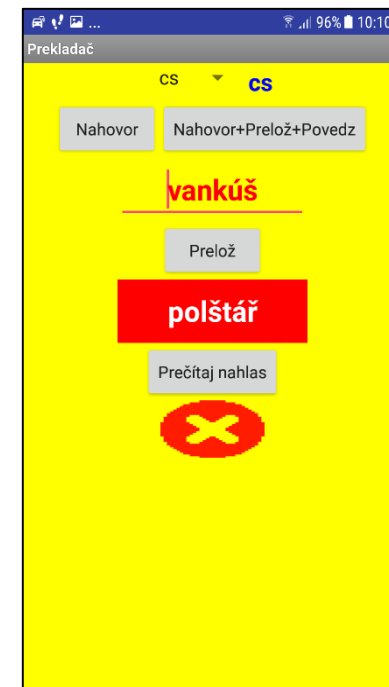 ... 96% 10:10
Prekladač
cs cs
Nahovor Nahovor+Prelož+Povedz
vankúš
Prelož
polštář
Prečítaj nahlas